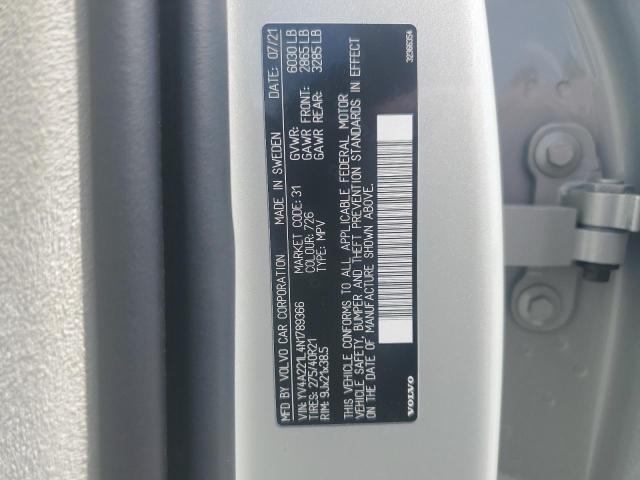 MFD BY VOLVO CAR CORPORATION MADE IN SWEDEN DATE: 07/21
VIN: YV4A221L4N1789366 MARKET CODE: 31 GVWR: 6030 LB
TIRES: 275/40R21 COLOUR: 726 GAWR FRONT: 2865 LB
RIM: 9Jx21x38.5 TYPE: MPV GAWR REAR: 3285 LB
THIS VEHICLE CONFORMS TO ALL APPLICABLE FEDERAL MOTOR
VEHICLE SAFETY, BUMPER AND THEFT PREVENTION STANDARDS IN EFFECT
ON THE DATE OF MANUFACTURE SHOWN ABOVE.
VOLVO 32366354